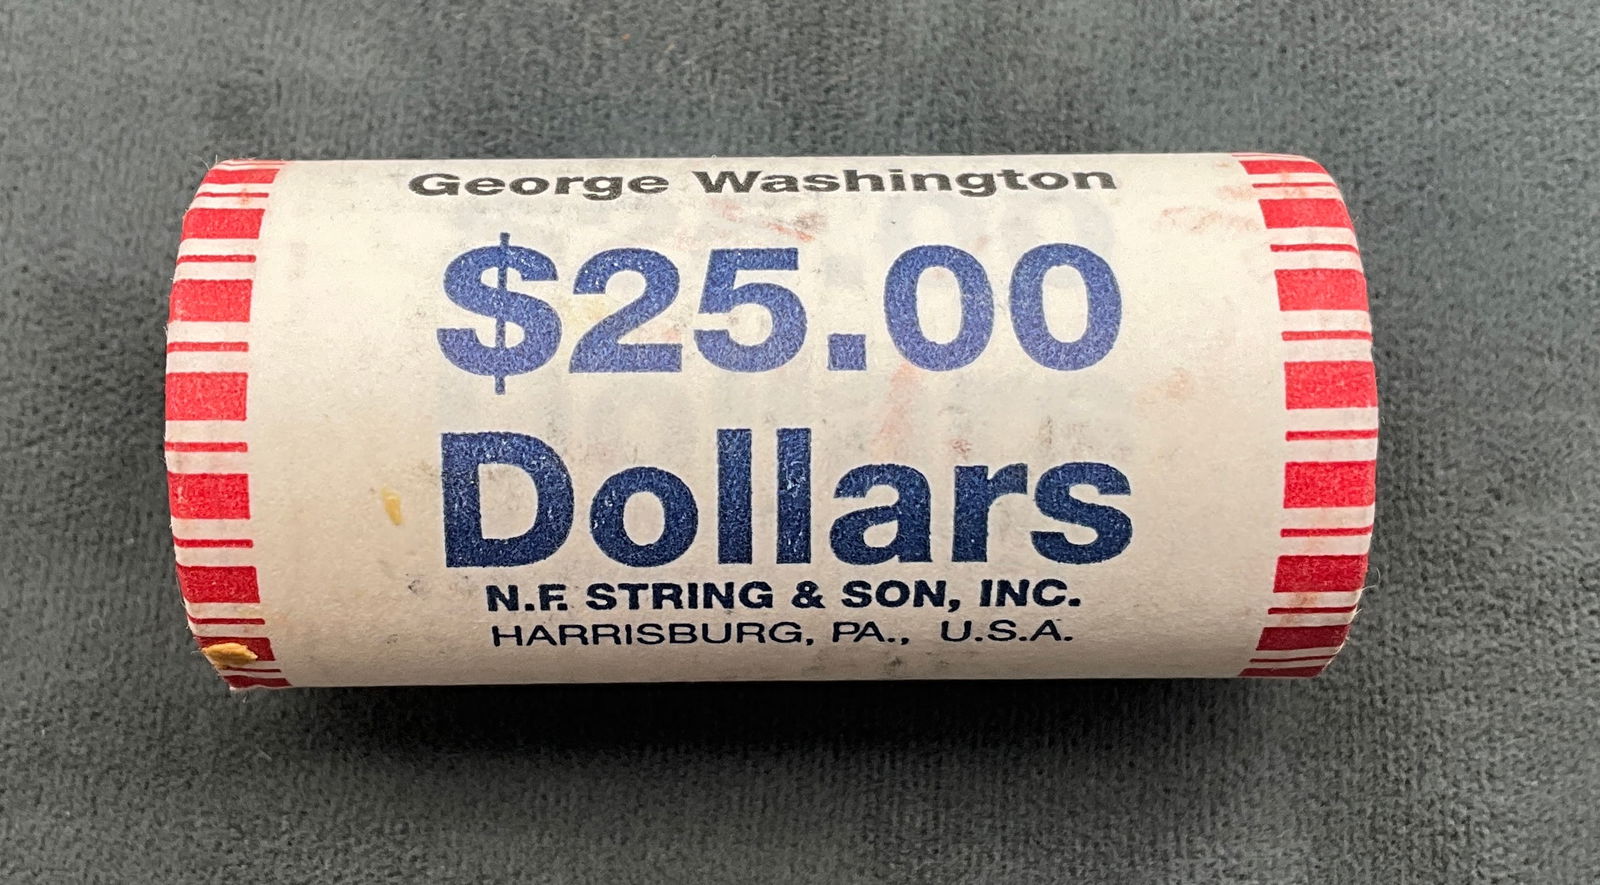 George Washington
$25.00
Dollars
N.F. STRING & SON, INC.
HARRISBURG, PA., U.S.A.